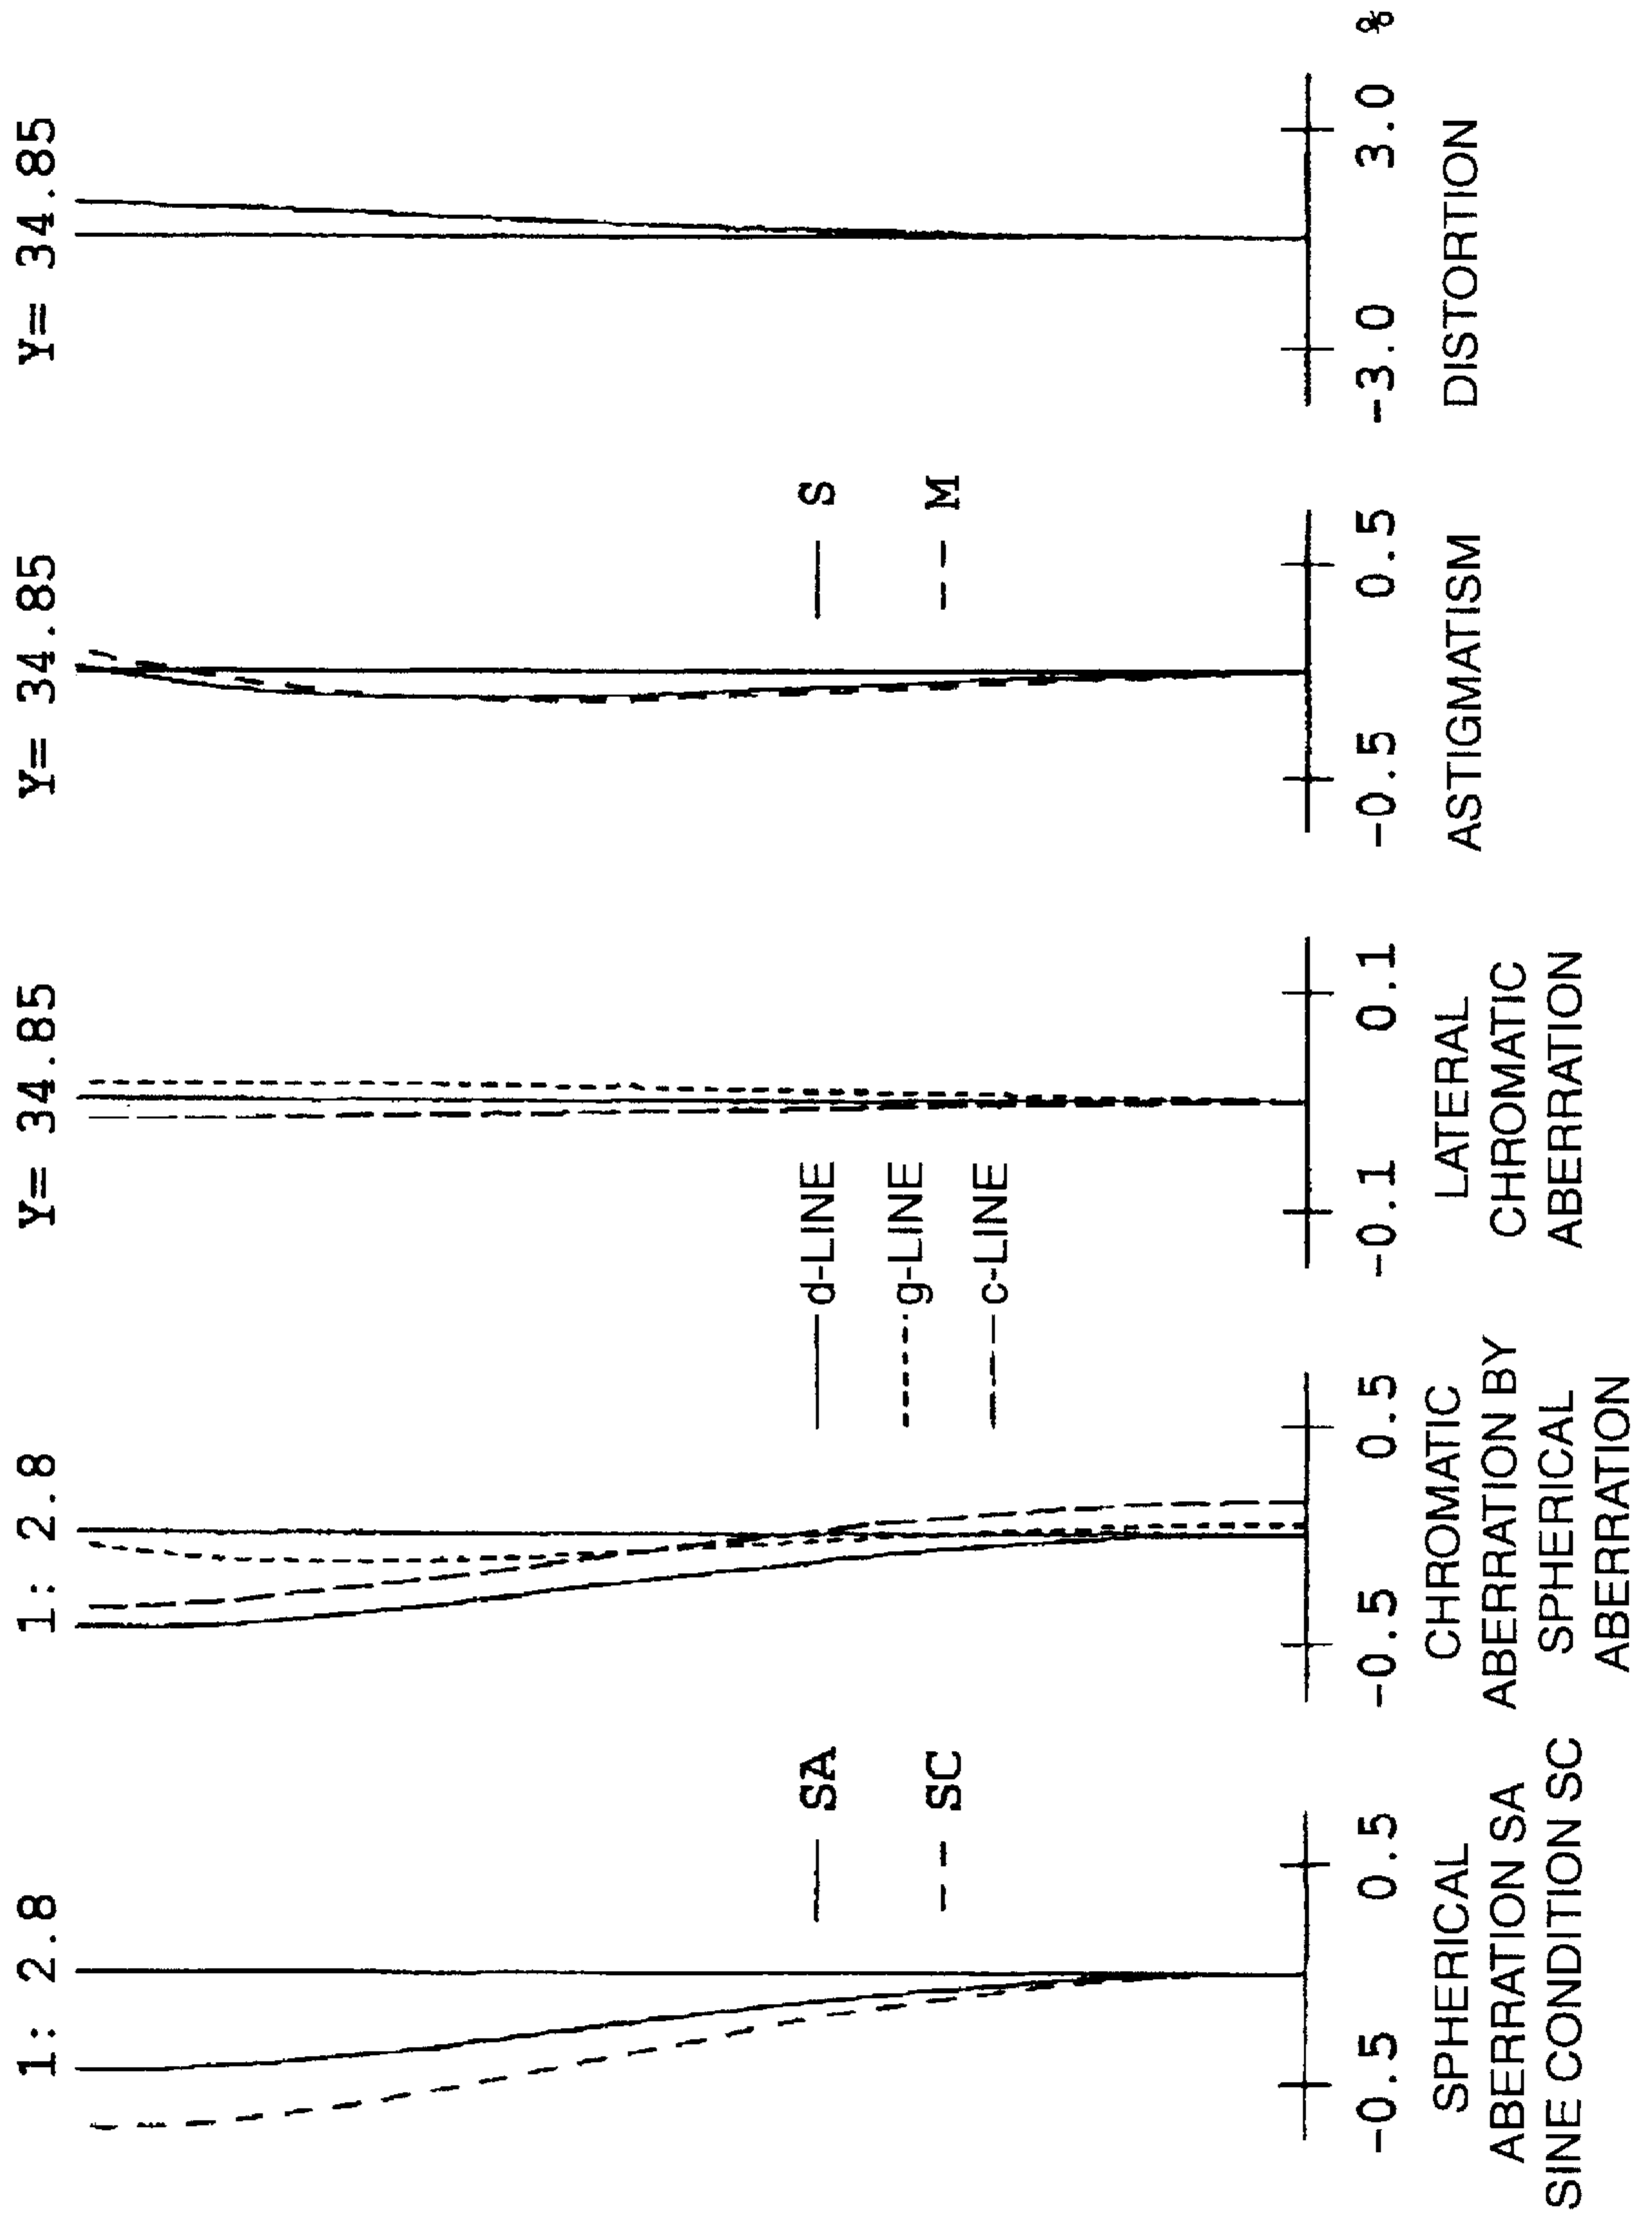 1: 2.8
SA
SC
-0.5
0.5
SPHERICAL
ABERRATION SA
SINE CONDITION SC
1: 2.8
d-LINE
g-LINE
c-LINE
-0.5
0.5
CHROMATIC
ABERRATION BY
SPHERICAL
ABERRATION
Y= 34.85
-0.1
0.1
LATERAL
CHROMATIC
ABERRATION
Y= 34.85
S
M
-0.5
0.5
ASTIGMATISM
Y= 34.85
-3.0
3.0
%
DISTORTION